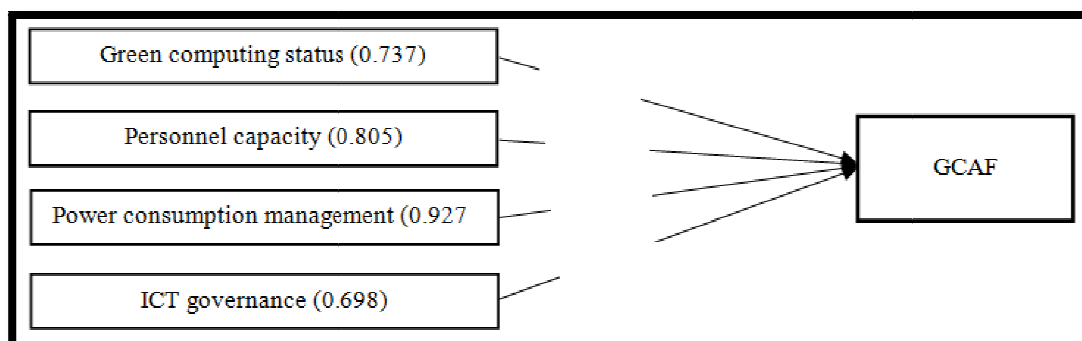 Green computing status (0.737)
Personnel capacity (0.805)
Power consumption management (0.927
ICT governance (0.698)
GCAF